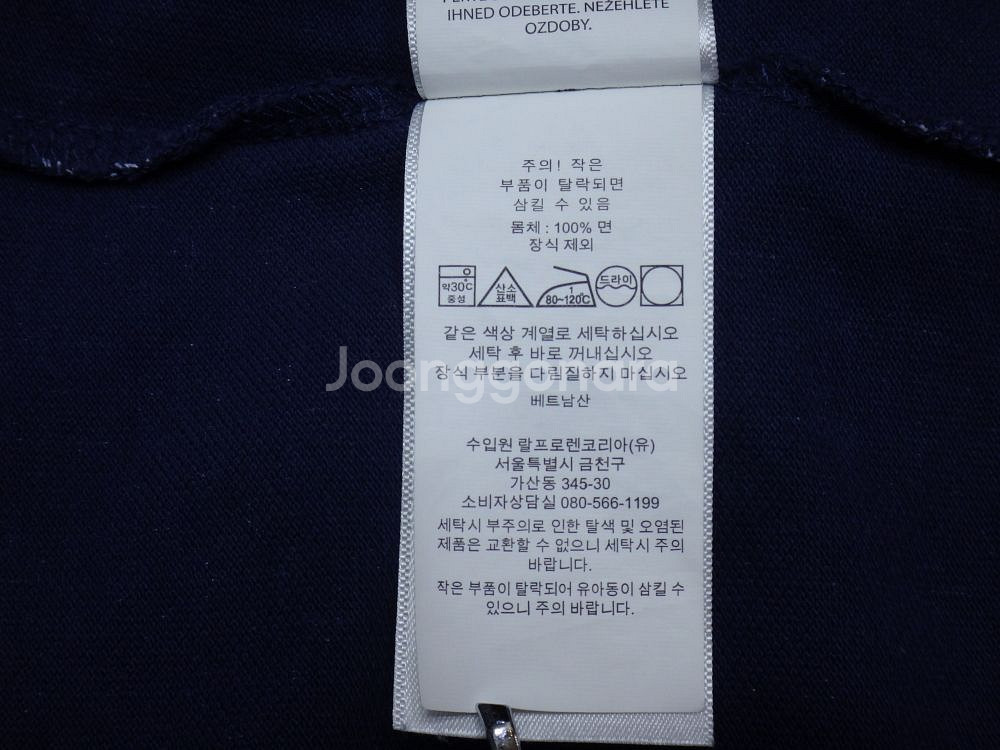 IHNED ODEBERTE. NEŽEHLETE
OZDOBY.
주의! 작은
부품이 탈락되면
삼킬 수 있음
몸체 : 100% 면
장식 제외
약30℃
중성
산소
표백
1
80~120℃
드라이
같은 색상 계열로 세탁하십시오
세탁 후 바로 꺼내십시오
장식 부분을 다림질하지 마십시오
Joonggonara
베트남산
수입원 랄프로렌코리아(유)
서울특별시 금천구
가산동 345-30
소비자상담실 080-566-1199
세탁시 부주의로 인한 탈색 및 오염된
제품은 교환할 수 없으니 세탁시 주의
바랍니다.
작은 부품이 탈락되어 유아동이 삼킬 수
있으니 주의 바랍니다.